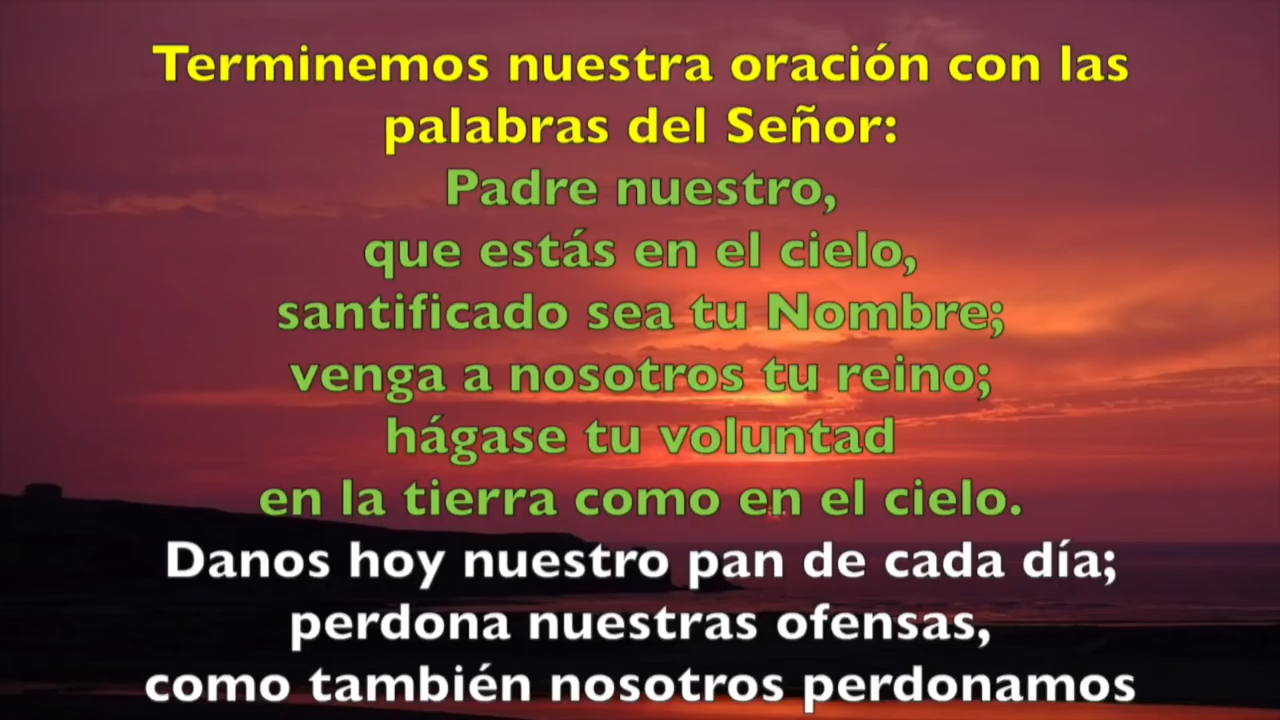 Terminemos nuestra oración con las
palabras del Señor:
Padre nuestro,
que estás en el cielo,
santificado sea tu Nombre;
venga a nosotros tu reino;
hágase tu voluntad
en la tierra como en el cielo.
Danos hoy nuestro pan de cada día;
perdona nuestras ofensas,
como también nosotros perdonamos